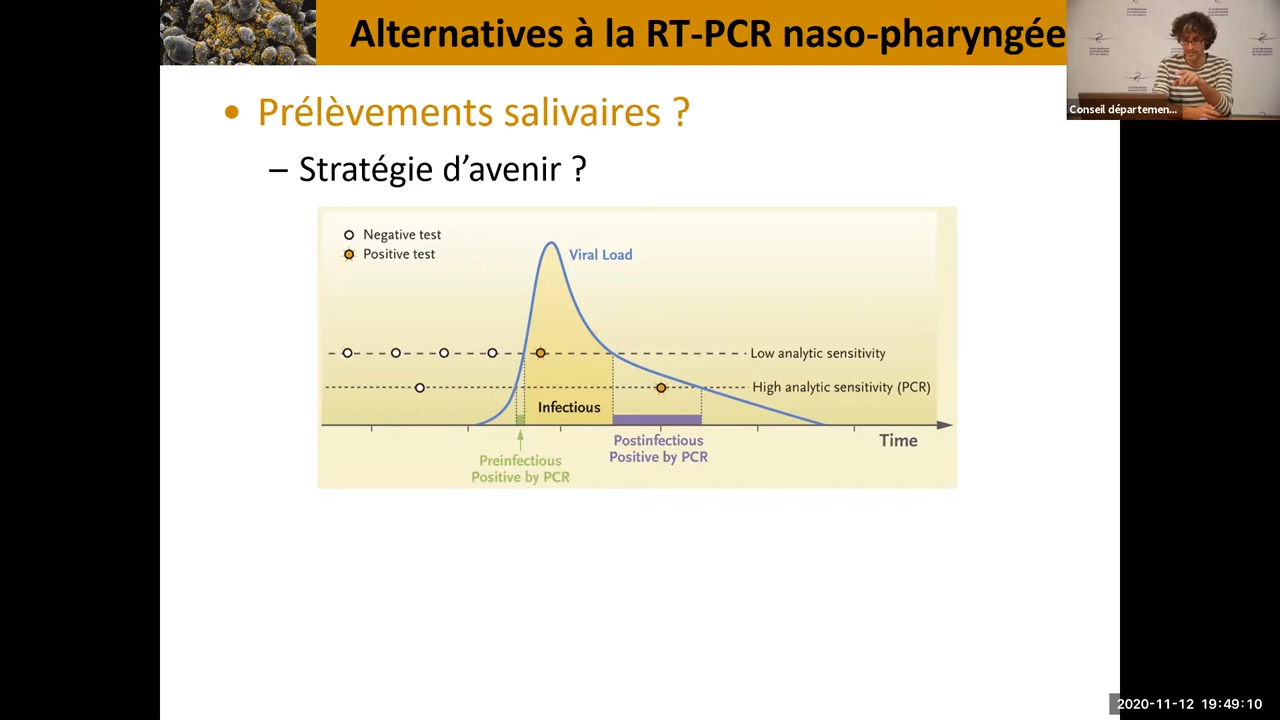 Alternatives à la RT-PCR naso-pharyngée
Conseil départemen...
• Prélèvements salivaires ?
– Stratégie d’avenir ?
Negative test
Positive test
Viral Load
Low analytic sensitivity
High analytic sensitivity (PCR)
Infectious
Time
Postinfectious
Positive by PCR
Preinfectious
Positive by PCR
2020-11-12 19:49:10